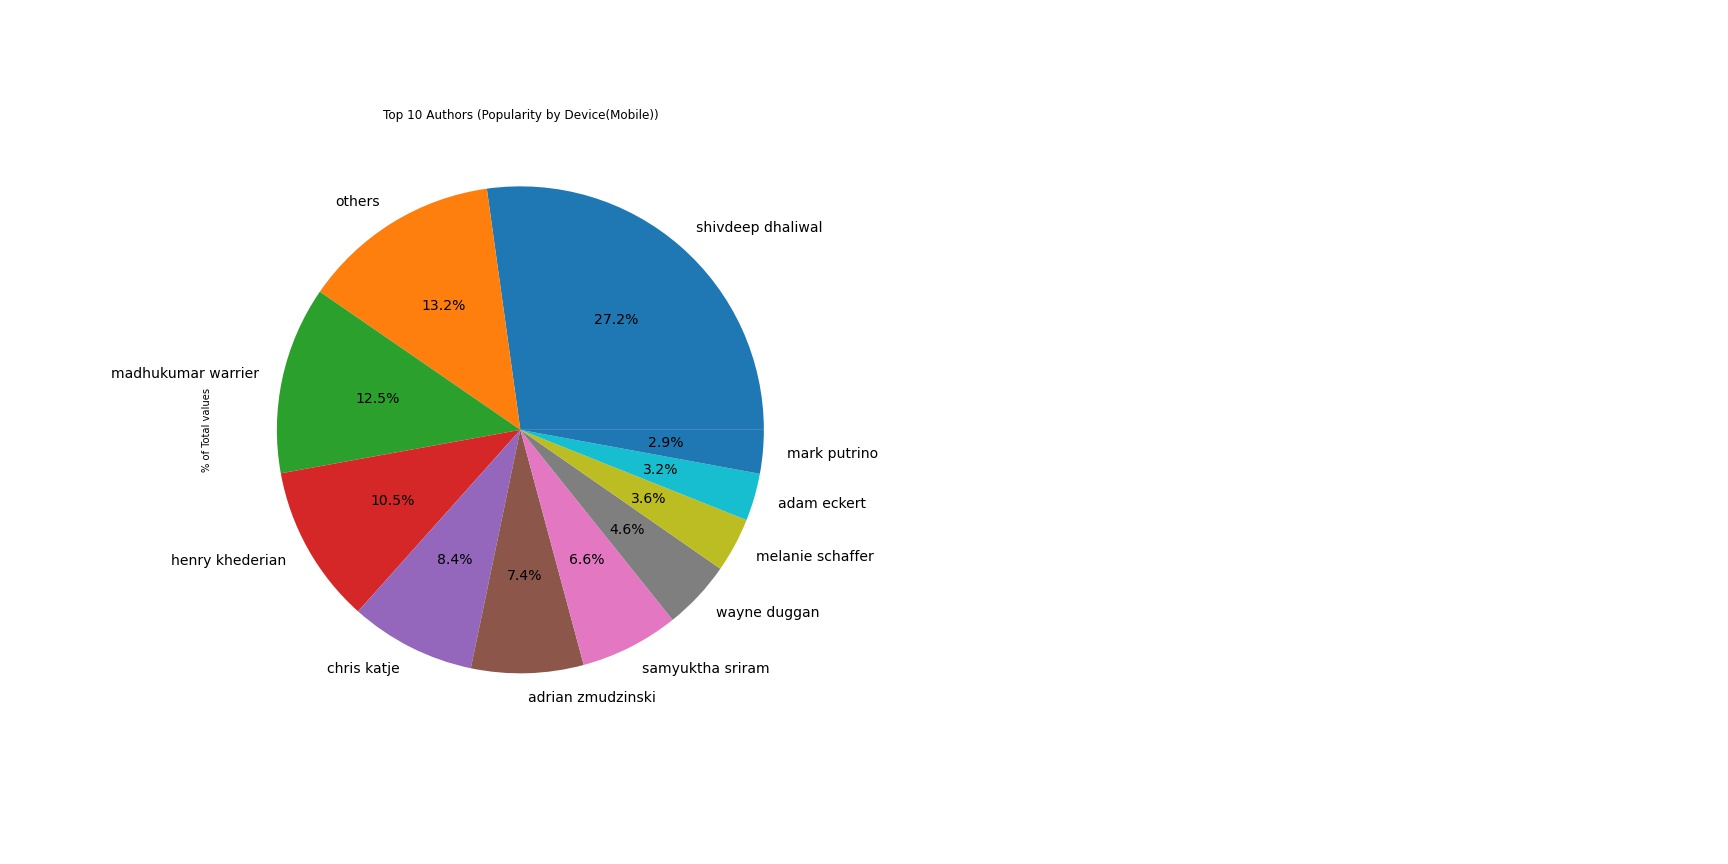 Top 10 Authors (Popularity by Device(Mobile))
others
shivdeep dhaliwal
13.2%
27.2%
madhukumar warrier
12.5%
% of Total values
2.9%
mark putrino
3.2%
adam eckert
10.5%
3.6%
4.6%
melanie schaffer
henry khederian
8.4%
7.4%
6.6%
wayne duggan
chris katje
samyuktha sriram
adrian zmudzinski